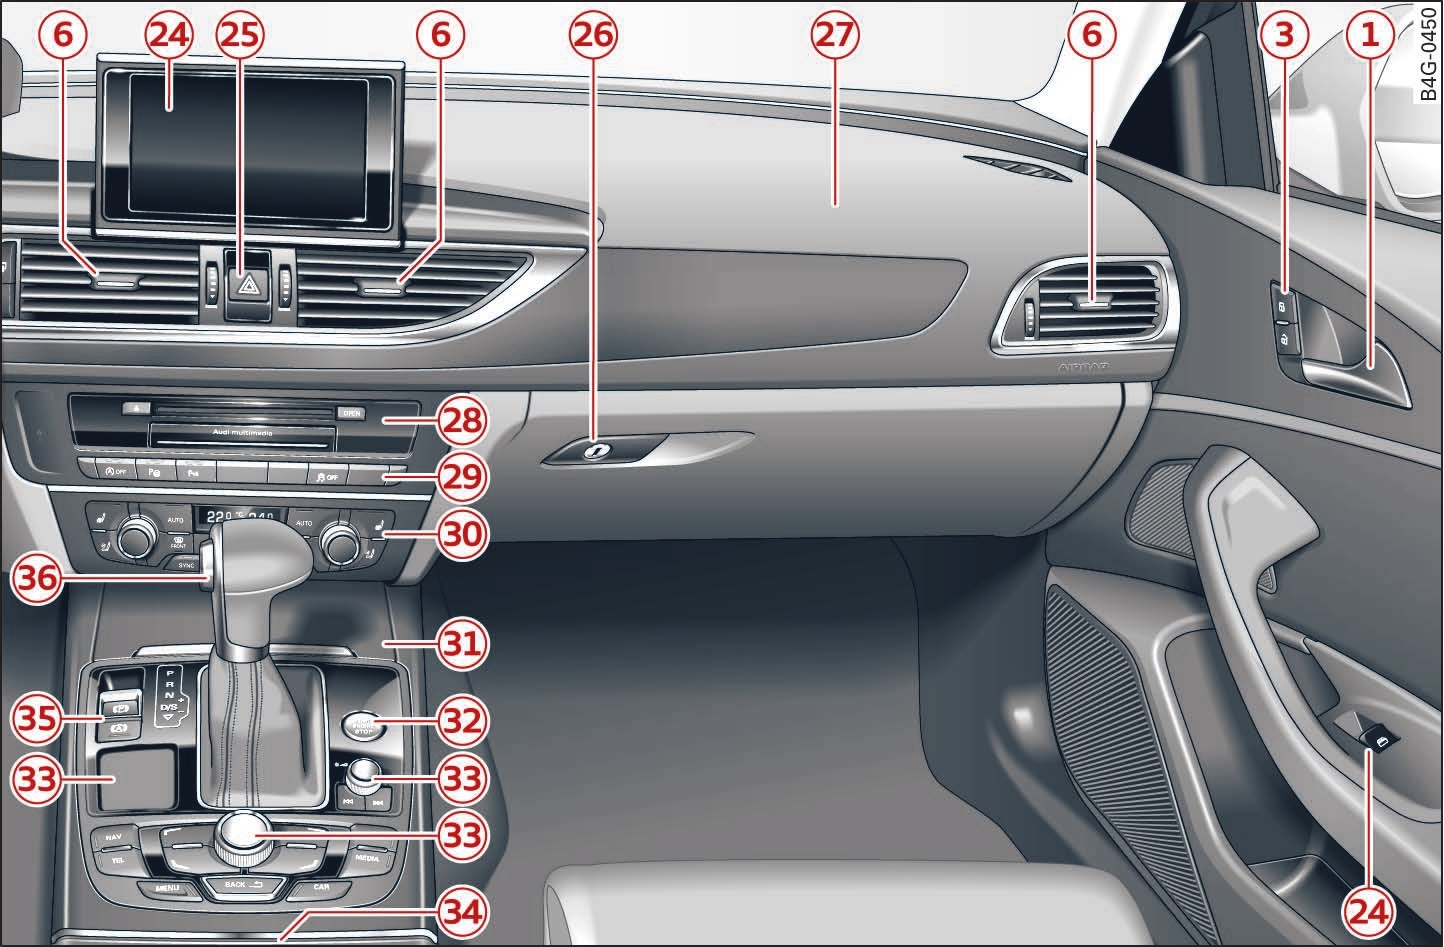 6 24 25 6 26 27 6 3 1
B4G-0450
AIRBAG
OPEN
28
Audi multimedia
OFF P OFF
29
AUTO 22.0 °C 24.0 AUTO
30
FRONT
SYNC
36
31
P
R
N
D/S
+
-
35
STOP
32
33
33
NAV
33
TEL
MEDIA
MENU BACK CAR
34
24